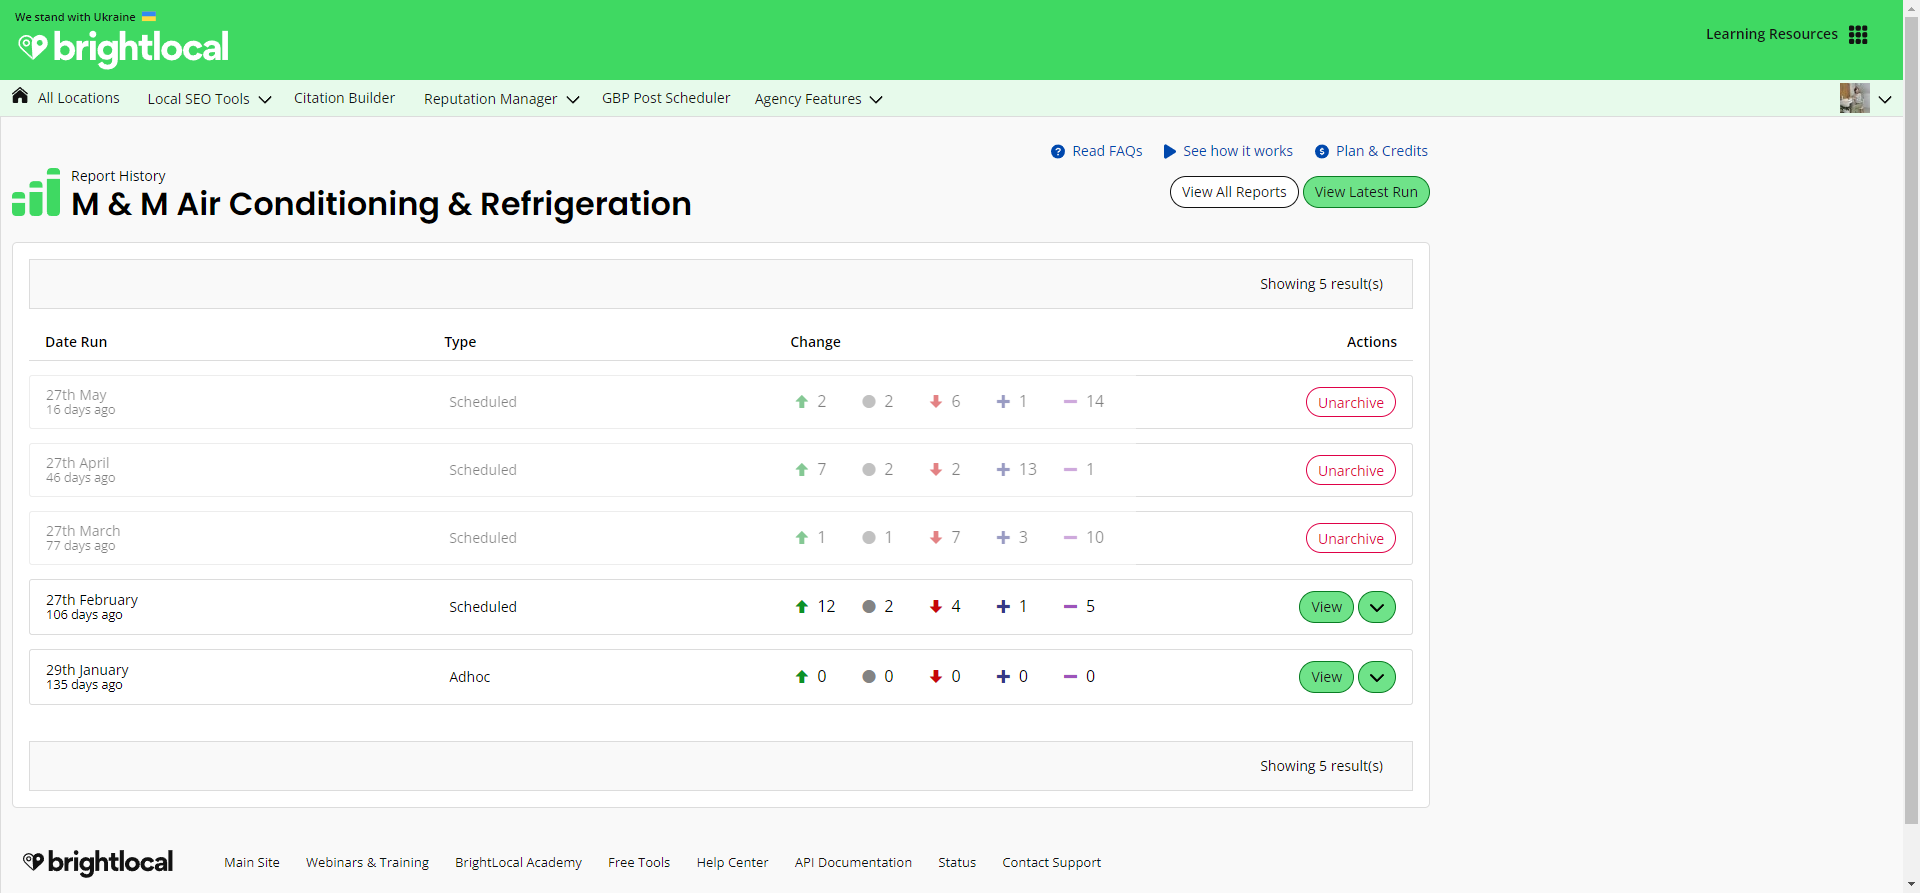 We stand with Ukraine
brightlocal
Learning Resources
All Locations
Local SEO Tools
Citation Builder
Reputation Manager
GBP Post Scheduler
Agency Features
Read FAQs
See how it works
Plan & Credits
Report History
M & M Air Conditioning & Refrigeration
View All Reports
View Latest Run
Showing 5 result(s)
Date Run Type Change Actions
27th May
16 days ago
Scheduled 2 2 6 1 14 Unarchive
27th April
46 days ago
Scheduled 7 2 2 13 1 Unarchive
27th March
77 days ago
Scheduled 1 1 7 3 10 Unarchive
27th February
106 days ago
Scheduled 12 2 4 1 5 View
29th January
135 days ago
Adhoc 0 0 0 0 0 View
Showing 5 result(s)
brightlocal
Main Site
Webinars & Training
BrightLocal Academy
Free Tools
Help Center
API Documentation
Status
Contact Support